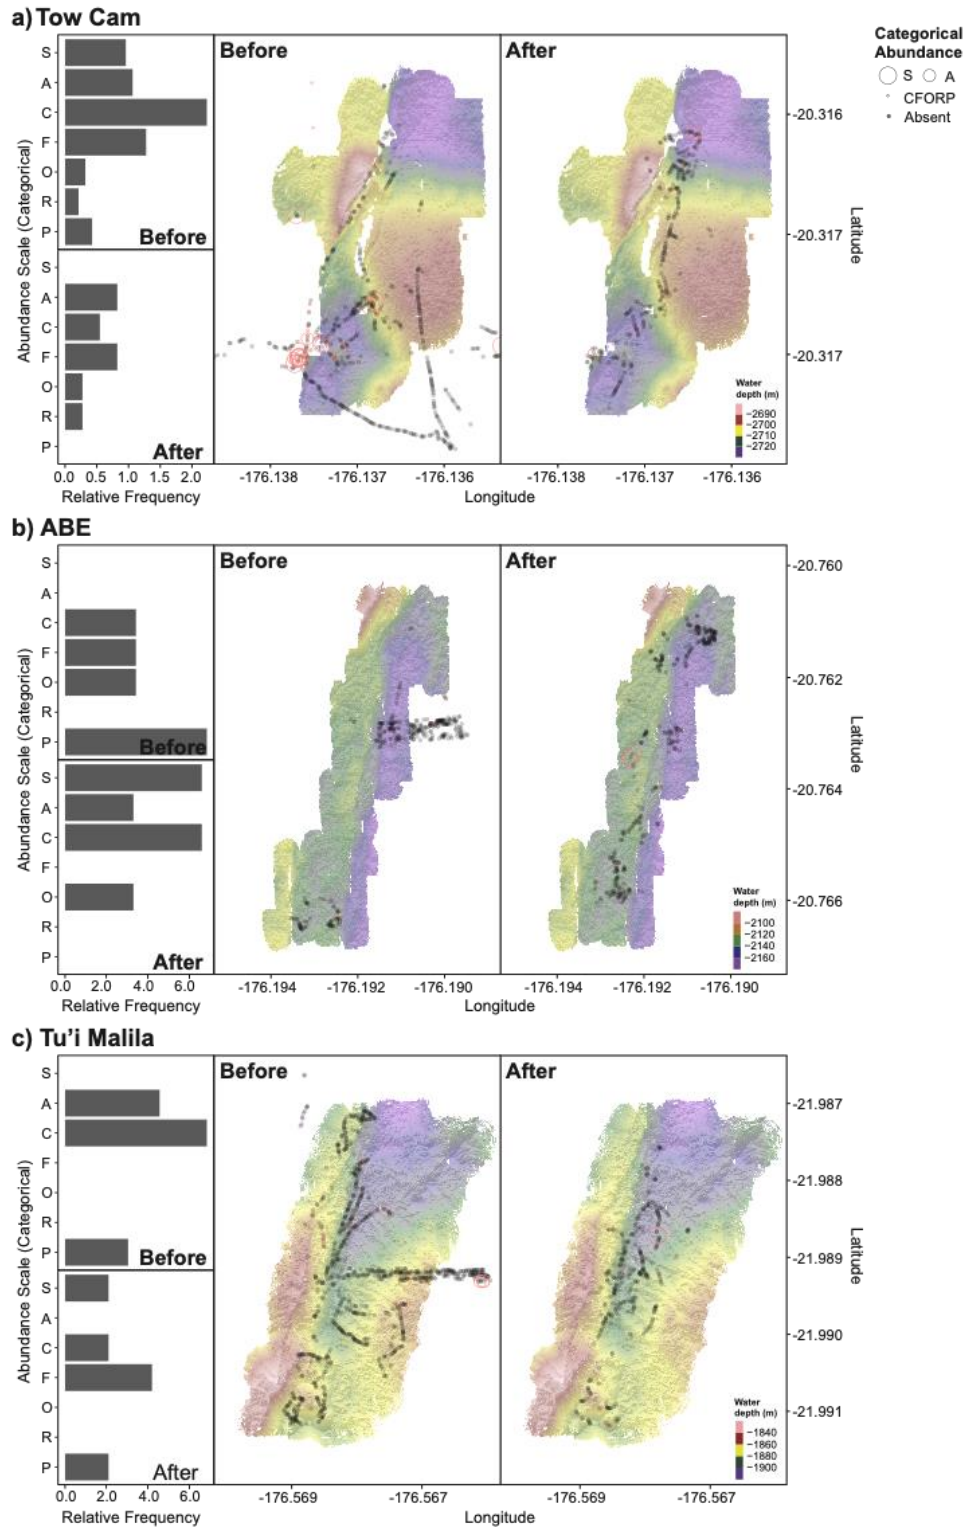 a) Tow Cam
Categorical
Abundance
S A
CFORP
Absent
Before
After
S
A
C
F
O
R
P
Before
S
A
C
F
O
R
P
After
Abundance Scale (Categorical)
0.0 0.5 1.0 1.5 2.0
Relative Frequency
-20.316
-20.317
-20.317
Latitude
Water
depth (m)
−2690
−2700
−2710
−2720
-176.138 -176.137 -176.136
-176.138 -176.137 -176.136
Longitude
b) ABE
Before
After
S
A
C
F
O
R
P
Before
S
A
C
F
O
R
P
After
Abundance Scale (Categorical)
0.0 2.0 4.0 6.0
Relative Frequency
-20.760
-20.762
-20.764
-20.766
Latitude
Water
depth (m)
−2100
−2120
−2140
−2160
-176.194 -176.192 -176.190
-176.194 -176.192 -176.190
Longitude
c) Tu’i Malila
Before
After
S
A
C
F
O
R
P
Before
S
A
C
F
O
R
P
After
Abundance Scale (Categorical)
0.0 2.0 4.0 6.0
Relative Frequency
-21.987
-21.988
-21.989
-21.990
-21.991
Latitude
Water
depth (m)
−1840
−1860
−1880
−1900
-176.569 -176.567
-176.569 -176.567
Longitude